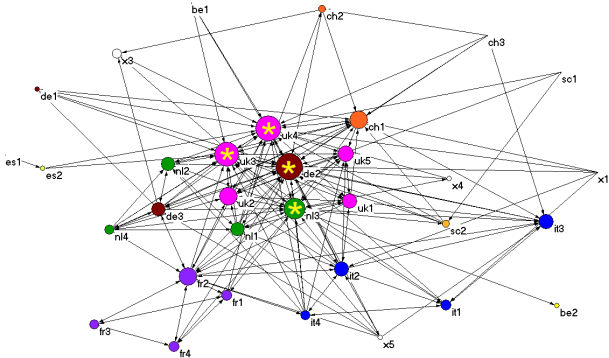 be1
ch2
ch3
x3
sc1
de1
ch1
uk4
uk5
es1
es2
nl2
uk3
de2
x4
x1
uk2
uk1
de3
nl3
nl4
nl1
sc2
it3
fr2
it2
fr1
it1
be2
it4
fr3
fr4
x5
* * * *